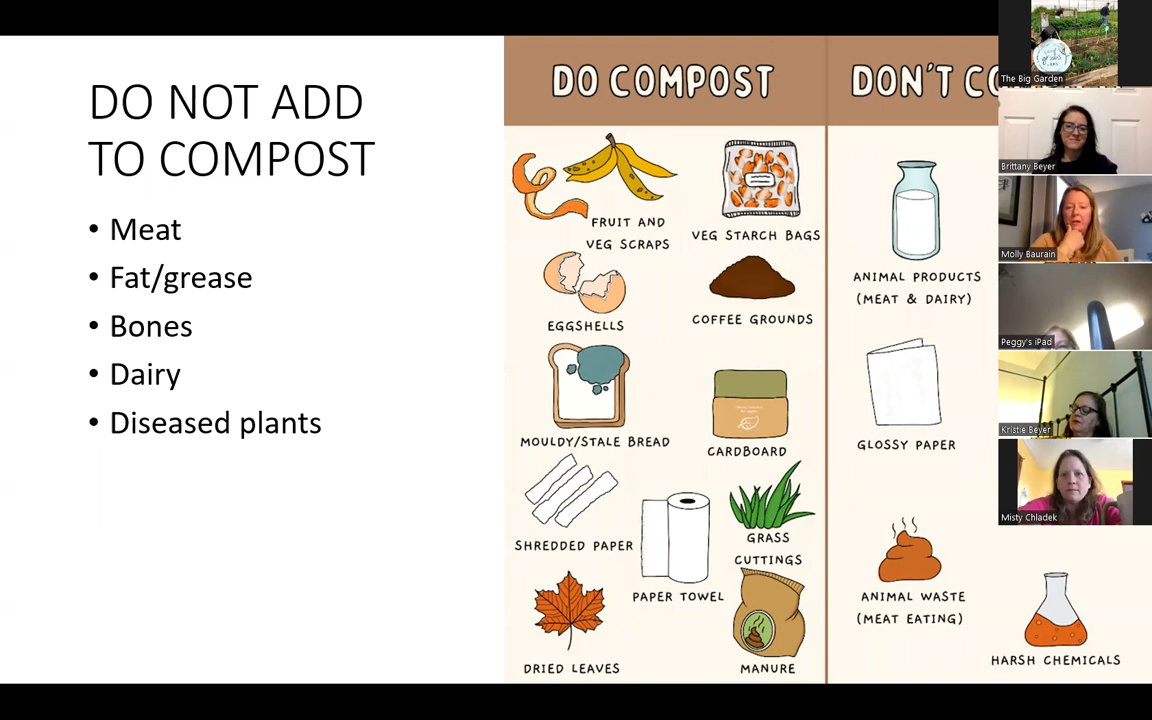 DO NOT ADD
TO COMPOST
• Meat
• Fat/grease
• Bones
• Dairy
• Diseased plants
DO COMPOST
FRUIT AND
VEG SCRAPS
VEG STARCH BAGS
EGGSHELLS
COFFEE GROUNDS
MOULDY/STALE BREAD
CARDBOARD
SHREDDED PAPER
PAPER TOWEL
GRASS
CUTTINGS
DRIED LEAVES
MANURE
DON'T CO
ANIMAL PRODUCTS
(MEAT & DAIRY)
GLOSSY PAPER
ANIMAL WASTE
(MEAT EATING)
HARSH CHEMICALS
The Big Garden
Brittany Beyer
Molly Baurain
Peggy's iPad
Kristie Beyer
Misty Chladek